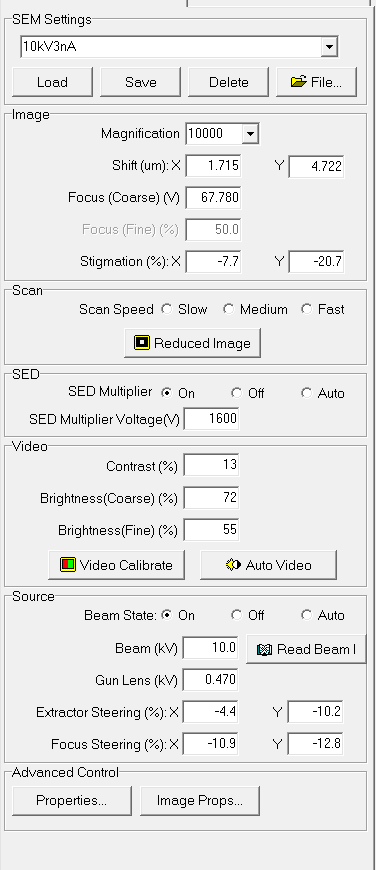 SEM Settings
10kV3nA
Load Save Delete File...
Image
Magnification 10000
Shift (um): X 1.715 Y 4.722
Focus (Coarse) (V) 67.780
Focus (Fine) (%) 50.0
Stigmation (%): X -7.7 Y -20.7
Scan
Scan Speed Slow Medium Fast
Reduced Image
SED
SED Multiplier On Off Auto
SED Multiplier Voltage(V) 1600
Video
Contrast (%) 13
Brightness(Coarse) (%) 72
Brightness(Fine) (%) 55
Video Calibrate Auto Video
Source
Beam State: On Off Auto
Beam (kV) 10.0 Read Beam I
Gun Lens (kV) 0.470
Extractor Steering (%): X -4.4 Y -10.2
Focus Steering (%): X -10.9 Y -12.8
Advanced Control
Properties... Image Props...